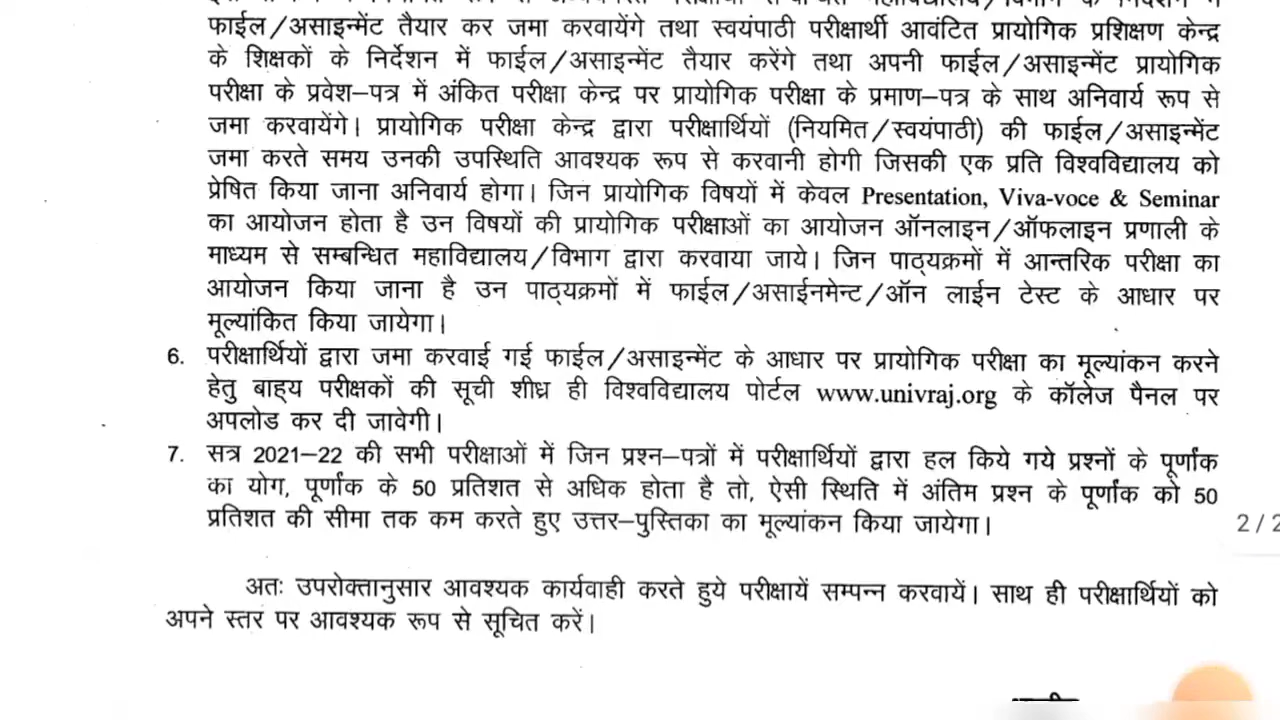 फाईल/असाइन्मेंट तैयार कर जमा करवायेंगे तथा स्वयंपाठी परीक्षार्थी आवंटित प्रायोगिक प्रशिक्षण केन्द्र
के शिक्षकों के निर्देशन में फाईल/असाइन्मेंट तैयार करेंगे तथा अपनी फाईल/असाइन्मेंट प्रायोगिक
परीक्षा के प्रवेश–पत्र में अंकित परीक्षा केन्द्र पर प्रायोगिक परीक्षा के प्रमाण–पत्र के साथ अनिवार्य रूप से
जमा करवायेंगे। प्रायोगिक परीक्षा केन्द्र द्वारा परीक्षार्थियों (नियमित/स्वयंपाठी) की फाईल/असाइन्मेंट
जमा करते समय उनकी उपस्थिति आवश्यक रूप से करवानी होगी जिसकी एक प्रति विश्वविद्यालय को
प्रेषित किया जाना अनिवार्य होगा। जिन प्रायोगिक विषयों में केवल Presentation, Viva-voce & Seminar
का आयोजन होता है उन विषयों की प्रायोगिक परीक्षाओं का आयोजन ऑनलाइन/ऑफलाइन प्रणाली के
माध्यम से सम्बन्धित महाविद्यालय/विभाग द्वारा करवाया जाये। जिन पाठ्यक्रमों में आन्तरिक परीक्षा का
आयोजन किया जाना है उन पाठ्यक्रमों में फाईल/असाईनमेन्ट/ऑन लाईन टेस्ट के आधार पर
मूल्यांकित किया जायेगा।
6. परीक्षार्थियों द्वारा जमा करवाई गई फाईल/असाइन्मेंट के आधार पर प्रायोगिक परीक्षा का मूल्यांकन करने
हेतु बाह्य परीक्षकों की सूची शीघ्र ही विश्वविद्यालय पोर्टल www.univraj.org के कॉलेज पैनल पर
अपलोड कर दी जावेगी।
7. सत्र 2021–22 की सभी परीक्षाओं में जिन प्रश्न–पत्रों में परीक्षार्थियों द्वारा हल किये गये प्रश्नों के पूर्णांक
का योग, पूर्णांक के 50 प्रतिशत से अधिक होता है तो, ऐसी स्थिति में अंतिम प्रश्न के पूर्णांक को 50
प्रतिशत की सीमा तक कम करते हुए उत्तर–पुस्तिका का मूल्यांकन किया जायेगा।
2/2
अतः उपरोक्तानुसार आवश्यक कार्यवाही करते हुये परीक्षायें सम्पन्न करवायें। साथ ही परीक्षार्थियों को
अपने स्तर पर आवश्यक रूप से सूचित करें।